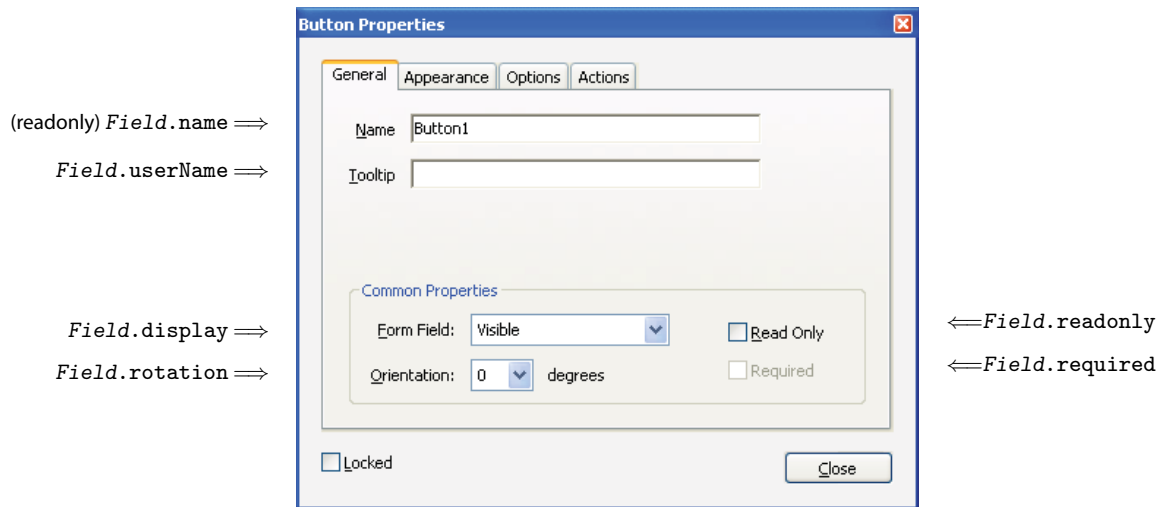 Button Properties
General Appearance Options Actions
(readonly) Field.name⟹ Name Button1
Field.userName⟹ Tooltip
Common Properties
Field.display⟹ Form Field: Visible Read Only ⟸Field.readonly
Field.rotation⟹ Orientation: 0 degrees Required ⟸Field.required
Locked Close